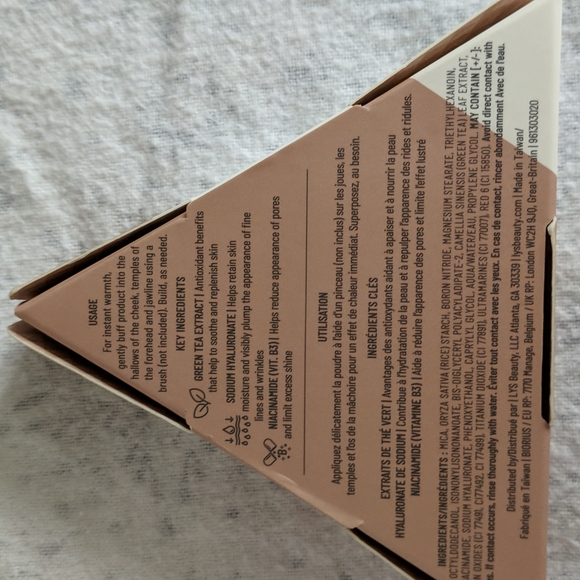 USAGE
For instant warmth,
gently buff product into the
hallows of the cheek, temples of
the forehead and jawline using a
brush (not included). Build, as needed.
KEY INGREDIENTS
GREEN TEA EXTRACT | Antioxidant benefits
that help to soothe and replenish skin
SODIUM HYALURONATE | Helps retain skin
moisture and visibly plump the appearance of fine
lines and wrinkles
B3
NIACINAMIDE (VIT. B3) | Helps reduce appearance of pores
and limit excess shine
UTILISATION
Appliquez délicatement la poudre à l'aide d'un pinceau (non inclus) sur les joues, les
temples et l'os de la mâchoire pour un effet de chaleur immédiat. Superposez, au besoin.
INGRÉDIENTS CLÉS
EXTRAITS DE THÉ VERT | Avantages des antioxydants aidant à apaiser et à nourrir la peau
HYALURONATE DE SODIUM | Contribue à l'hydratation de la peau et à repulper l'apparence des rides et ridules.
NIACINAMIDE (VITAMINE B3) | Aide à réduire l'apparence des pores et limite l'effet lustré
INGREDIENTS/INGRÉDIENTS : MICA, ORYZA SATIVA (RICE) STARCH, BORON NITRIDE, MAGNESIUM STEARATE, TRIETHYLHEXANOIN,
OCTYLDODECANOL, ISONONYL ISONONANOATE, BIS-DIGLYCERYL POLYACYLADIPATE-2, CAMELLIA SINENSIS (GREEN TEA) LEAF EXTRACT,
ACINAMIDE, SODIUM HYALURONATE, PHENOXYETHANOL, CAPRYLYL GLYCOL, AQUA/WATER/EAU, PROPYLENE GLYCOL. MAY CONTAIN [+/-]:
N OXIDES (CI 77491, CI77492, CI 77499), TITANIUM DIOXIDE (CI 77891), ULTRAMARINES (CI 77007), RED 6 (CI 15850). Avoid direct contact with
s. If contact occurs, rinse thoroughly with water. Éviter tout contact avec les yeux. En cas de contact, rincer abondamment Avec de l'eau.
Distributed by/Distribué par | LYS Beauty, LLC Atlanta, GA 30339 | lysbeauty.com | Made in Taiwan/
Fabriqué en Taïwan | BIORIUS / EU RP: 7170 Manage, Belgium / UK RP: London WC2H 9JQ, Great-Britain | 961303020